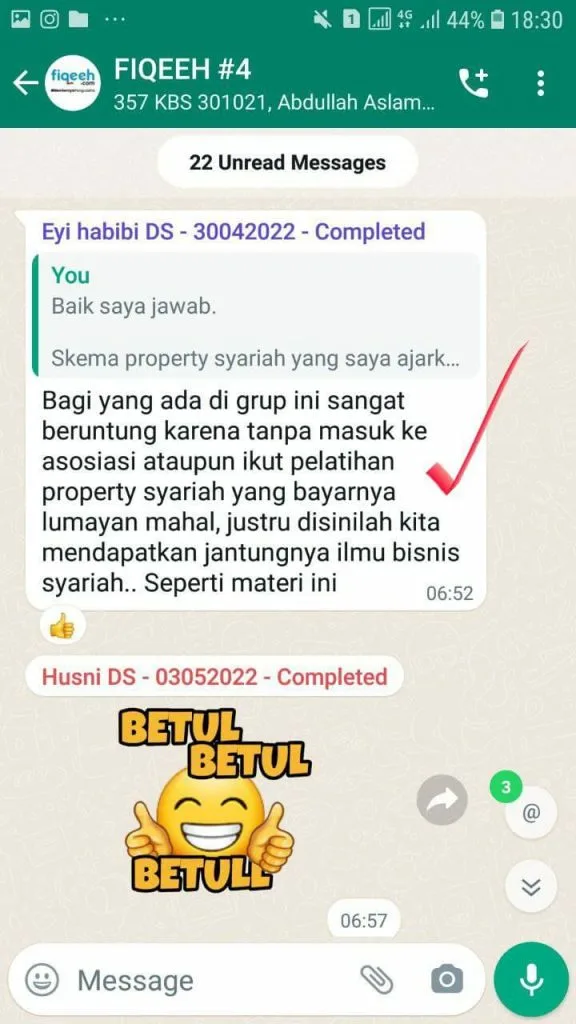 1 4G 44% 18:30
fiqeeh
.com
FIQEEH #4
357 KBS 301021, Abdullah Aslam...
22 Unread Messages
Eyi habibi DS - 30042022 - Completed
You
Baik saya jawab.
Skema property syariah yang saya ajark...
Bagi yang ada di grup ini sangat
beruntung karena tanpa masuk ke
asosiasi ataupun ikut pelatihan
property syariah yang bayarnya
lumayan mahal, justru disinilah kita
mendapatkan jantungnya ilmu bisnis
syariah.. Seperti materi ini
06:52
Husni DS - 03052022 - Completed
BETUL
BETUL
BETULL
3
@
06:57
Message